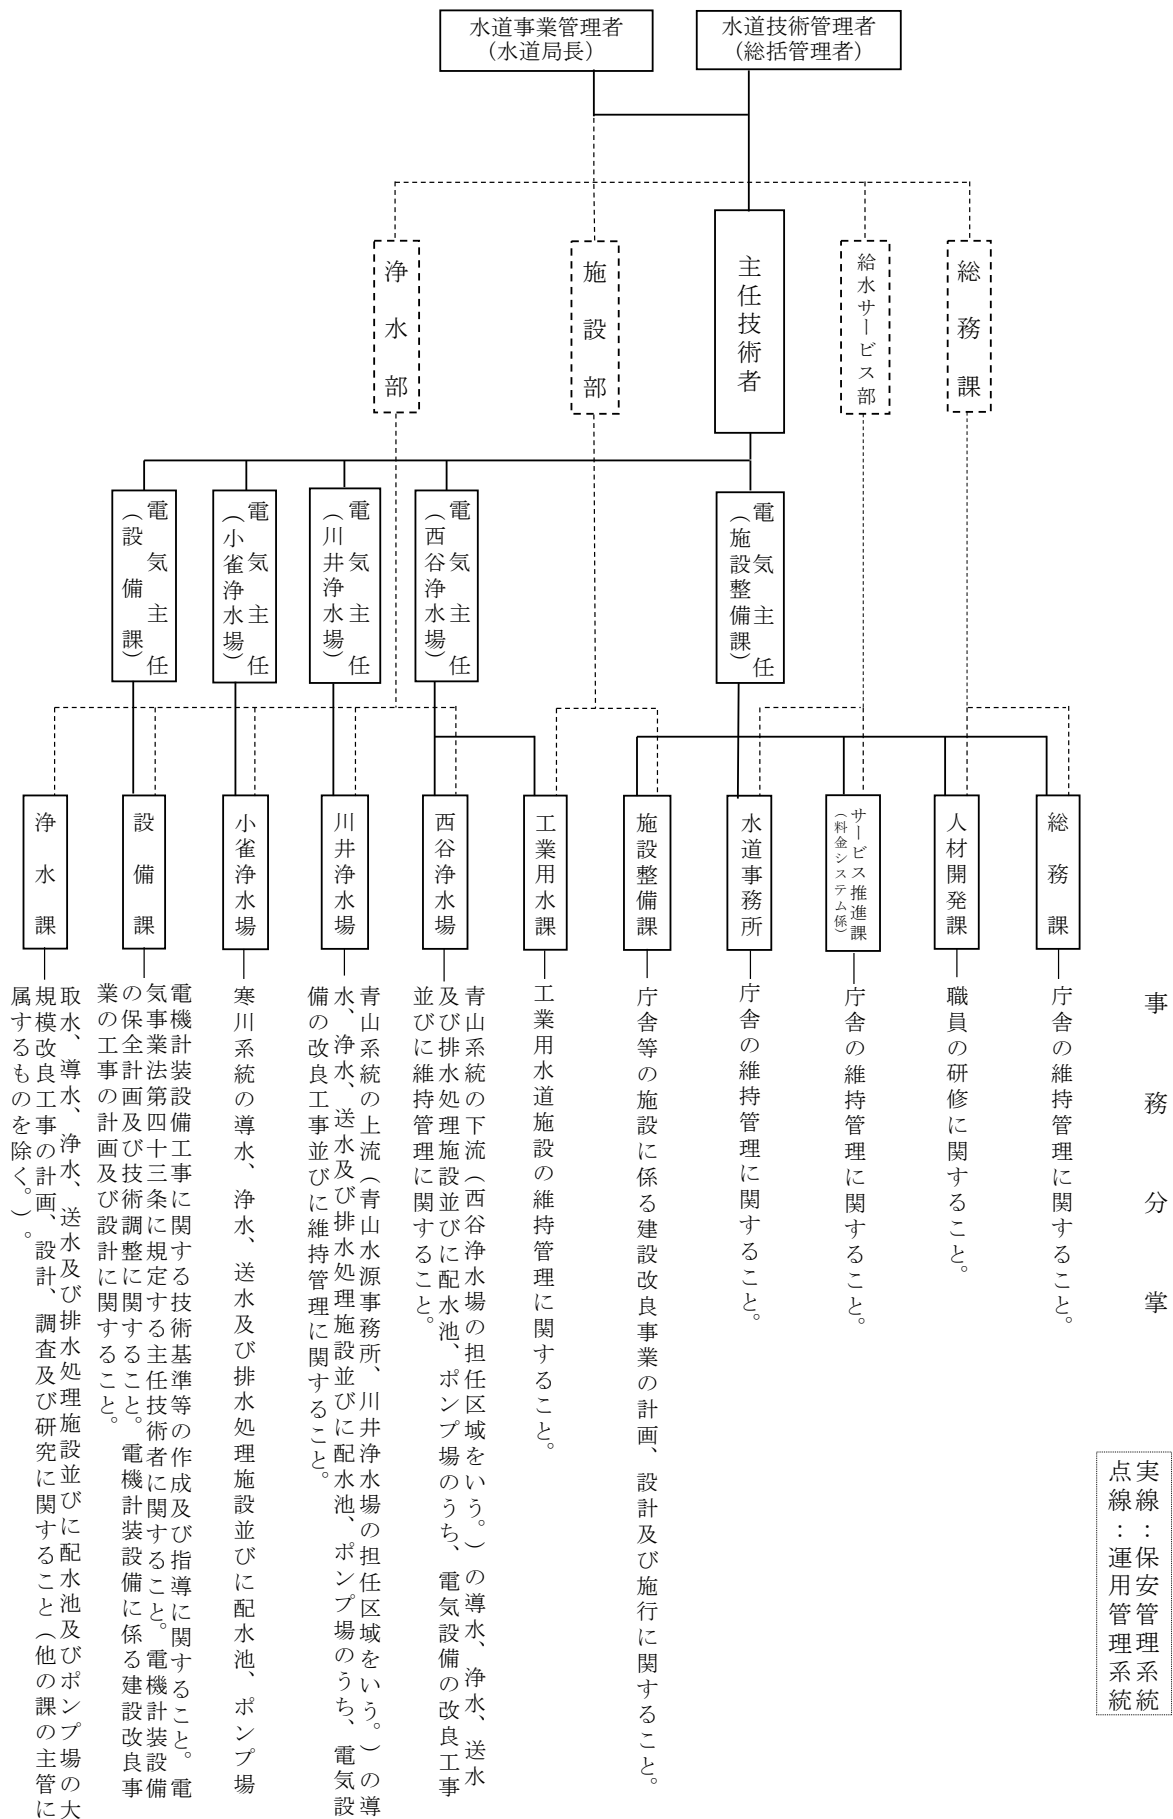 水道事業管理者
（水道局長）
水道技術管理者
（総括管理者）
総務課
給水サービス部
主任技術者
施設部
浄水部
電気主任
（施設整備課）
電気主任
（西谷浄水場）
電気主任
（川井浄水場）
電気主任
（小雀浄水場）
電気主任
（設備課）
総務課
人材開発課
サービス推進課
（料金システム係）
水道事務所
施設整備課
工業用水課
西谷浄水場
川井浄水場
小雀浄水場
設備課
浄水課
事務分掌
実線：保安管理系統
点線：運用管理系統
庁舎の維持管理に関すること。
職員の研修に関すること。
庁舎の維持管理に関すること。
庁舎の維持管理に関すること。
庁舎等の施設に係る建設改良事業の計画、設計及び施行に関すること。
工業用水道施設の維持管理に関すること。
青山系統の下流（西谷浄水場の担任区域をいう。）の導水、浄水、送水
及び排水処理施設並びに配水池、ポンプ場のうち、電気設備の改良工事
並びに維持管理に関すること。
青山系統の上流（青山水源事務所、川井浄水場の担任区域をいう。）の導
水、浄水、送水及び排水処理施設並びに配水池、ポンプ場のうち、電気設
備の改良工事並びに維持管理に関すること。
寒川系統の導水、浄水、送水及び排水処理施設並びに配水池、ポンプ場
電機計装設備工事に関する技術基準等の作成及び指導に関すること。電
気事業法第四十三条に規定する主任技術者に関すること。電機計装設備
の保全計画及び技術調整に関すること。電機計装設備に係る建設改良事
業の工事の計画及び設計に関すること。
取水、導水、浄水、送水及び排水処理施設並びに配水池及びポンプ場の大
規模改良工事の計画、設計、調査及び研究に関すること（他の課の主管に
属するものを除く。）。